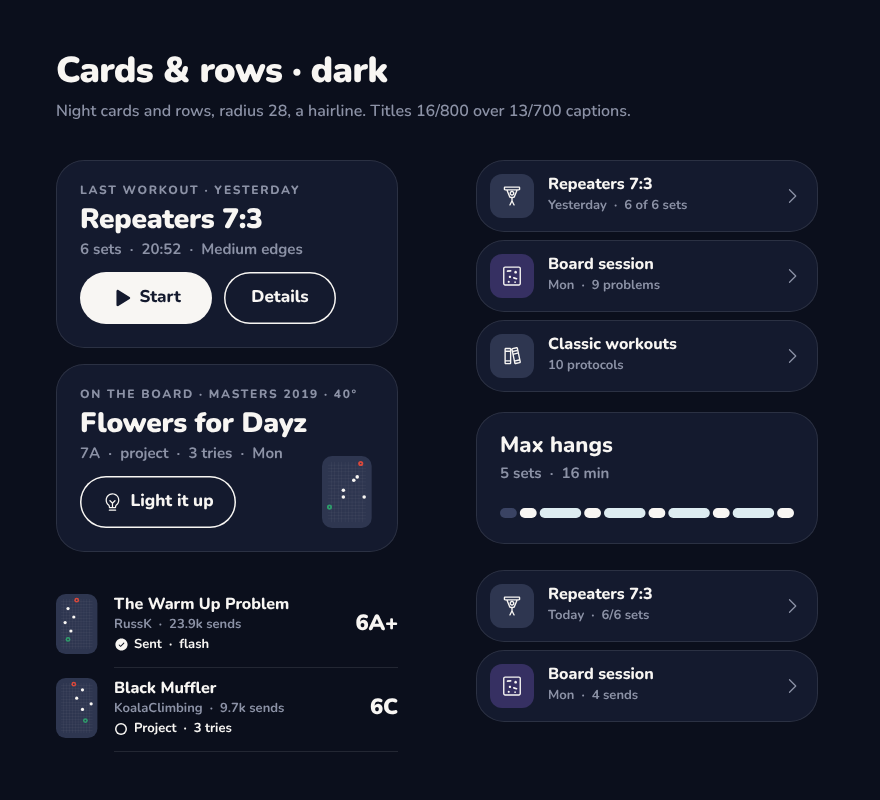 Cards & rows · dark
Night cards and rows, radius 28, a hairline. Titles 16/800 over 13/700 captions.
LAST WORKOUT · YESTERDAY
Repeaters 7:3
6 sets · 20:52 · Medium edges
Start
Details
ON THE BOARD · MASTERS 2019 · 40°
Flowers for Dayz
7A · project · 3 tries · Mon
Light it up
The Warm Up Problem
RussK · 23.9k sends
Sent · flash
6A+
Black Muffler
KoalaClimbing · 9.7k sends
Project · 3 tries
6C
Repeaters 7:3
Yesterday · 6 of 6 sets
Board session
Mon · 9 problems
Classic workouts
10 protocols
Max hangs
5 sets · 16 min
Repeaters 7:3
Today · 6/6 sets
Board session
Mon · 4 sends